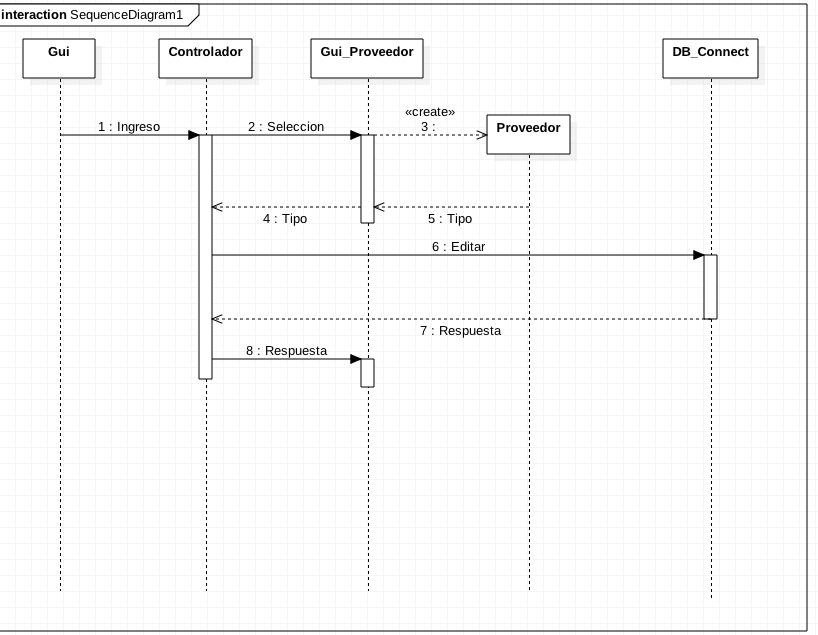 interaction SequenceDiagram1
Gui
Controlador
Gui_Proveedor
DB_Connect
«create»
1 : Ingreso
2 : Seleccion
3 :
Proveedor
4 : Tipo
5 : Tipo
6 : Editar
7 : Respuesta
8 : Respuesta